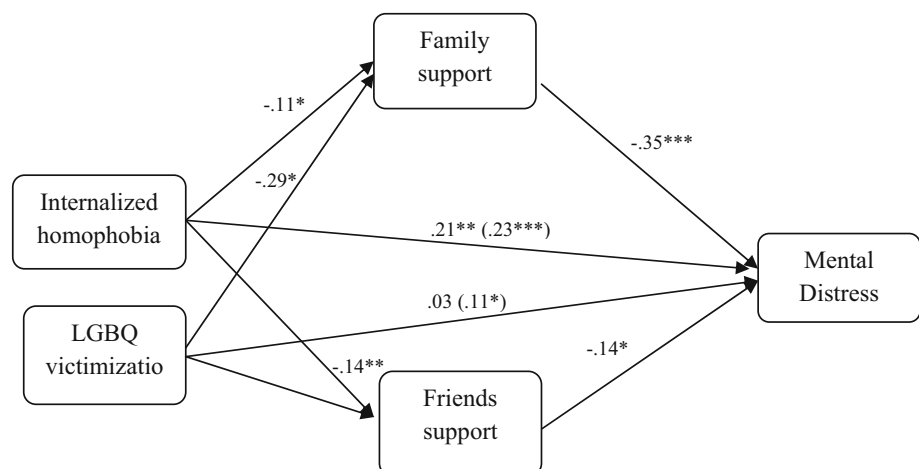 Family
support
-.11*
-.35***
-.29*
Internalized
homophobia
.21** (.23***)
Mental
Distress
.03 (.11*)
LGBQ
victimizatio
-.14**
-.14*
Friends
support